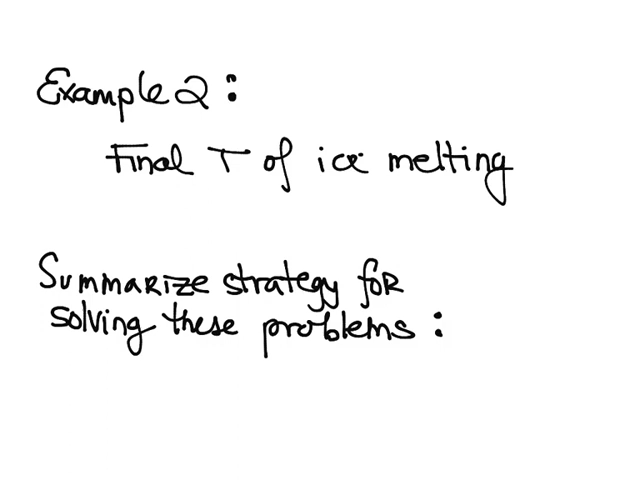 Example 2:
Final T of ice melting
Summarize strategy for
solving these problems: